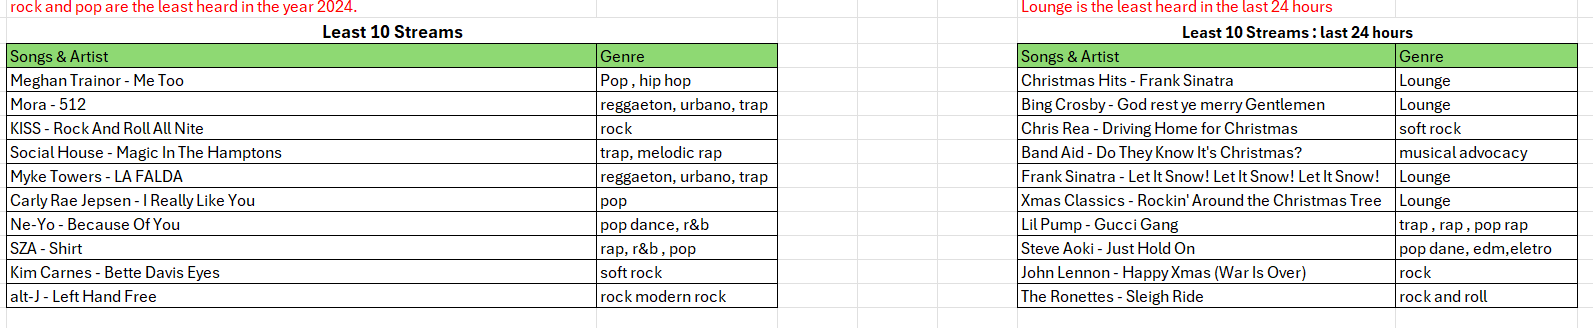 rock and pop are the least heard in the year 2024.
Least 10 Streams
Songs & Artist Genre
Meghan Trainor - Me Too Pop , hip hop
Mora - 512 reggaeton, urbano, trap
KISS - Rock And Roll All Nite rock
Social House - Magic In The Hamptons trap, melodic rap
Myke Towers - LA FALDA reggaeton, urbano, trap
Carly Rae Jepsen - I Really Like You pop
Ne-Yo - Because Of You pop dance, r&b
SZA - Shirt rap, r&b , pop
Kim Carnes - Bette Davis Eyes soft rock
alt-J - Left Hand Free rock modern rock
Lounge is the least heard in the last 24 hours
Least 10 Streams : last 24 hours
Songs & Artist Genre
Christmas Hits - Frank Sinatra Lounge
Bing Crosby - God rest ye merry Gentlemen Lounge
Chris Rea - Driving Home for Christmas soft rock
Band Aid - Do They Know It's Christmas? musical advocacy
Frank Sinatra - Let It Snow! Let It Snow! Let It Snow! Lounge
Xmas Classics - Rockin' Around the Christmas Tree Lounge
Lil Pump - Gucci Gang trap , rap , pop rap
Steve Aoki - Just Hold On pop dane, edm,eletro
John Lennon - Happy Xmas (War Is Over) rock
The Ronettes - Sleigh Ride rock and roll